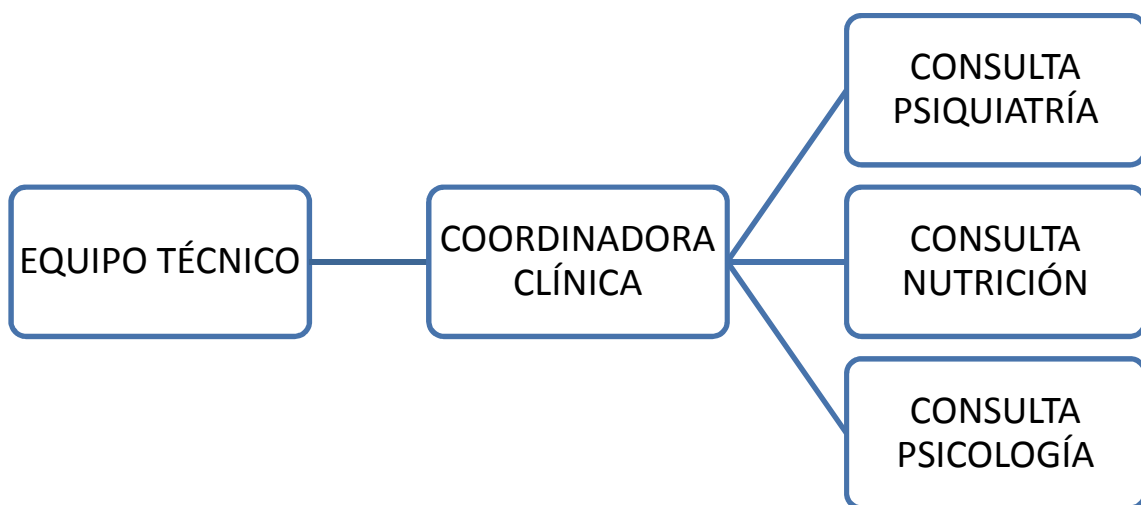 EQUIPO TÉCNICO
COORDINADORA
CLÍNICA
CONSULTA
PSIQUIATRÍA
CONSULTA
NUTRICIÓN
CONSULTA
PSICOLOGÍA